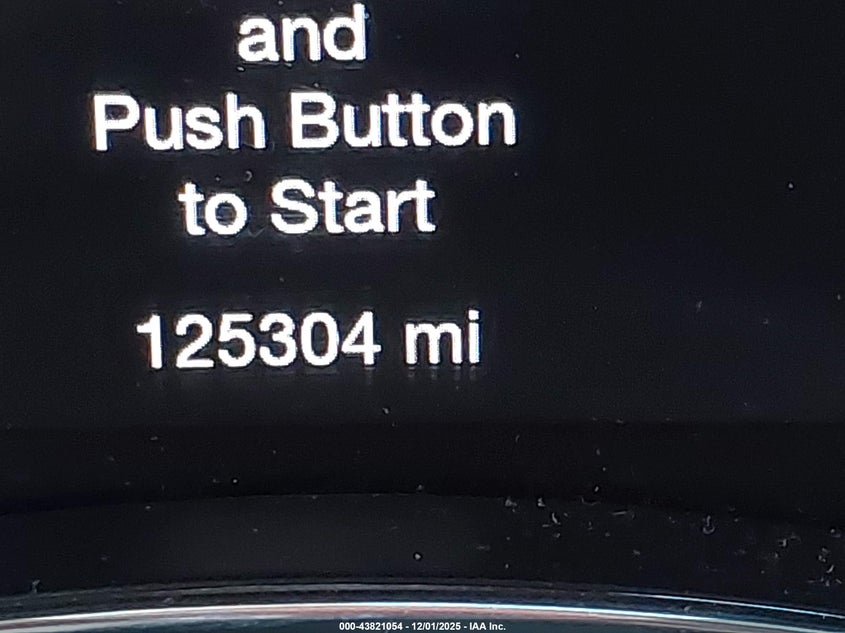 and
Push Button
to Start
125304 mi
000-43821054 - 12/01/2025 - IAA Inc.